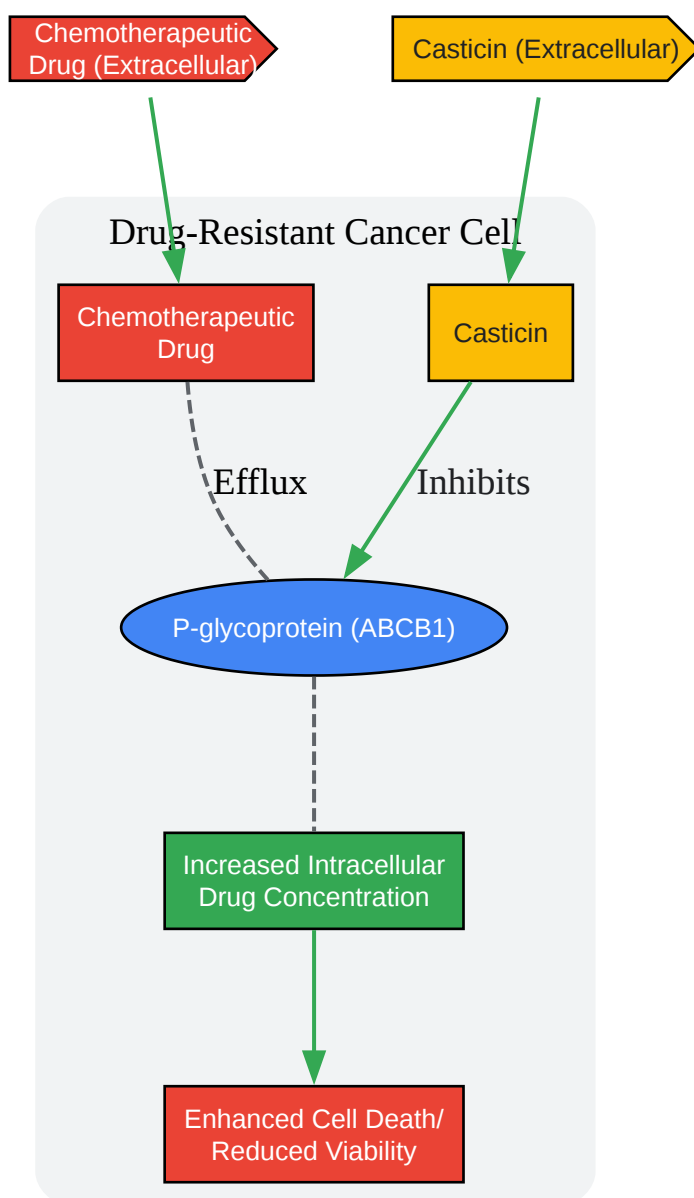 Chemotherapeutic
Drug (Extracellular)
Casticin (Extracellular)
Drug-Resistant Cancer Cell
Chemotherapeutic
Drug
Casticin
Efflux
Inhibits
P-glycoprotein (ABCB1)
Increased Intracellular
Drug Concentration
Enhanced Cell Death/
Reduced Viability